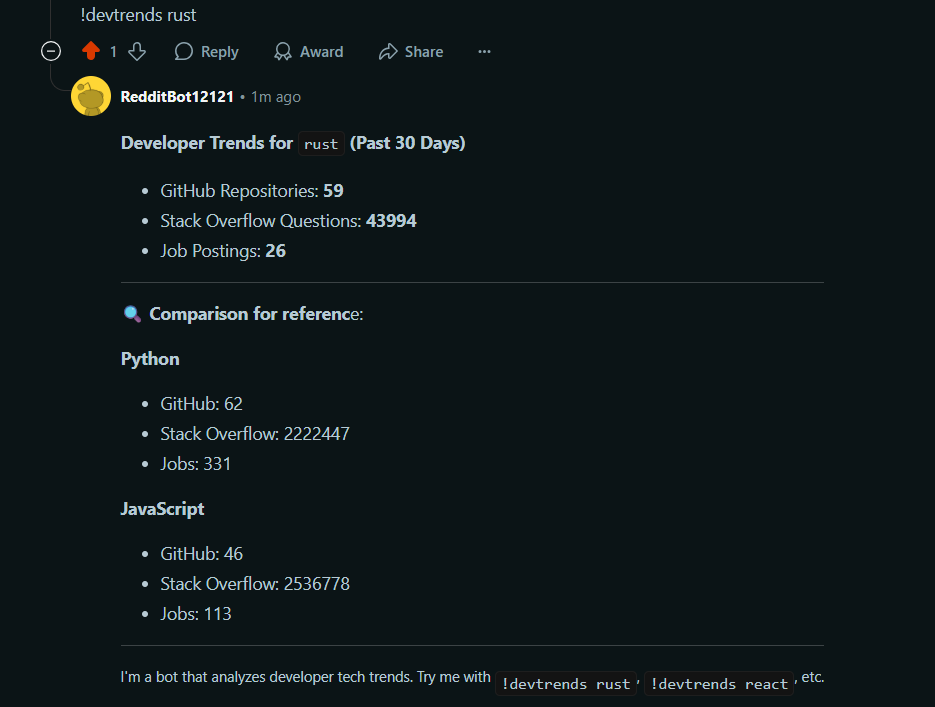 !devtrends rust
1 Reply Award Share ...
RedditBot12121 • 1m ago
Developer Trends for rust (Past 30 Days)
• GitHub Repositories: 59
• Stack Overflow Questions: 43994
• Job Postings: 26
🔍 Comparison for reference:
Python
• GitHub: 62
• Stack Overflow: 2222447
• Jobs: 331
JavaScript
• GitHub: 46
• Stack Overflow: 2536778
• Jobs: 113
I'm a bot that analyzes developer tech trends. Try me with !devtrends rust, !devtrends react, etc.